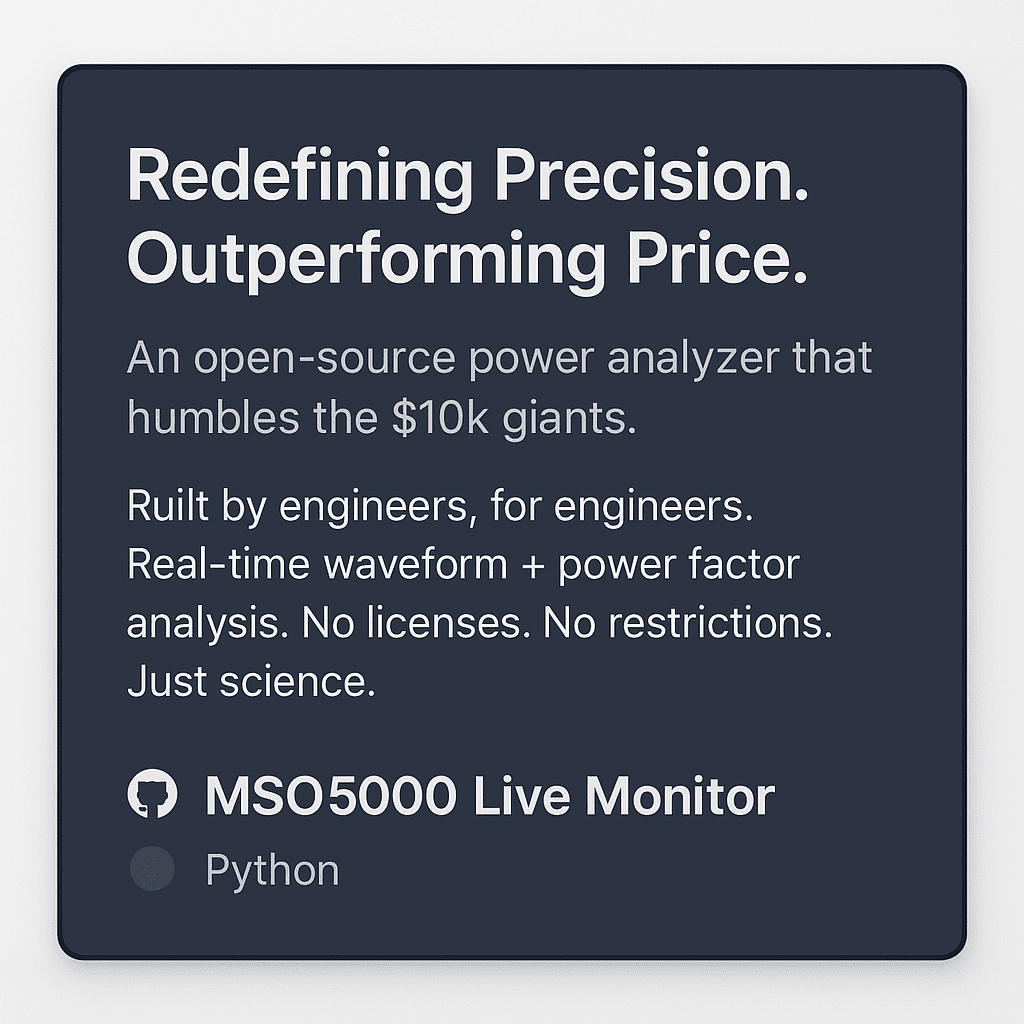 Redefining Precision.
Outperforming Price.
An open-source power analyzer that
humbles the $10k giants.
Ruilt by engineers, for engineers.
Real-time waveform + power factor
analysis. No licenses. No restrictions.
Just science.
MSO5000 Live Monitor
Python